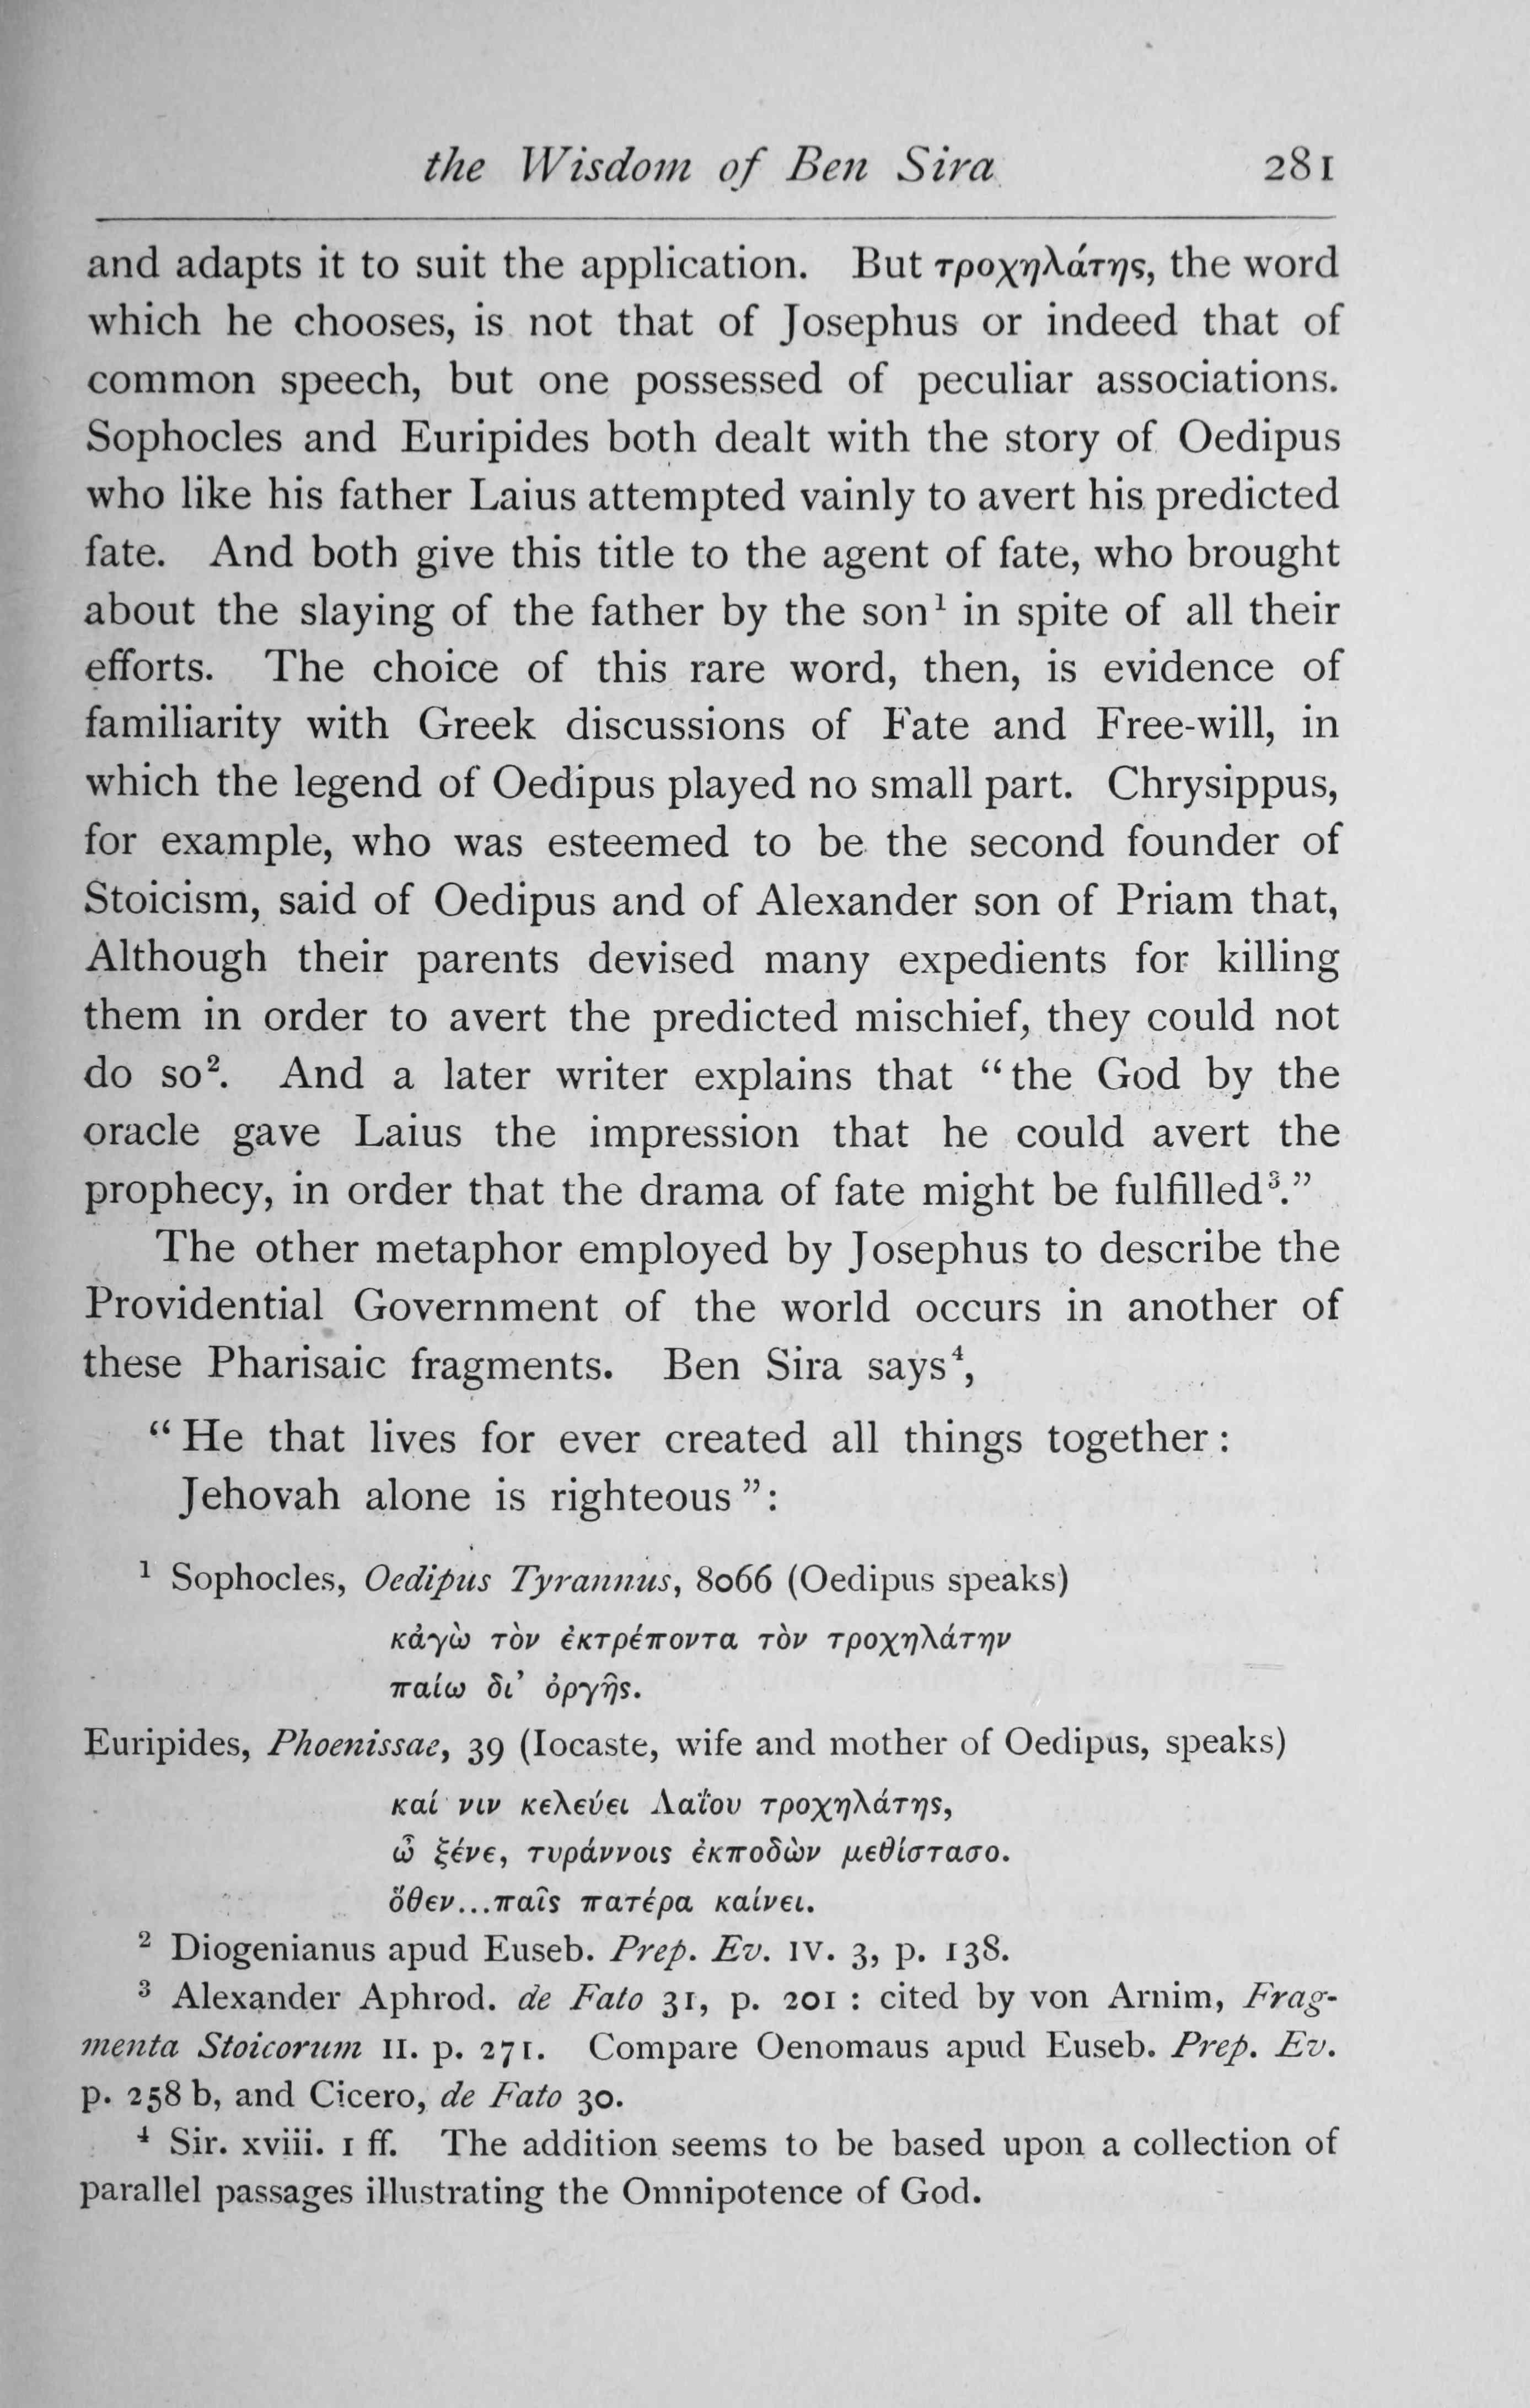 the Wisdom of Ben Sira 281
and adapts it to suit the application. But τροχηλάτης, the word
which he chooses, is not that of Josephus or indeed that of
common speech, but one possessed of peculiar associations.
Sophocles and Euripides both dealt with the story of Oedipus
who like his father Laius attempted vainly to avert his predicted
fate. And both give this title to the agent of fate, who brought
about the slaying of the father by the son¹ in spite of all their
efforts. The choice of this rare word, then, is evidence of
familiarity with Greek discussions of Fate and Free-will, in
which the legend of Oedipus played no small part. Chrysippus,
for example, who was esteemed to be the second founder of
Stoicism, said of Oedipus and of Alexander son of Priam that,
Although their parents devised many expedients for killing
them in order to avert the predicted mischief, they could not
do so². And a later writer explains that “the God by the
oracle gave Laius the impression that he could avert the
prophecy, in order that the drama of fate might be fulfilled³.”
The other metaphor employed by Josephus to describe the
Providential Government of the world occurs in another of
these Pharisaic fragments. Ben Sira says⁴,
“He that lives for ever created all things together:
Jehovah alone is righteous”:
¹ Sophocles, Oedipus Tyrannus, 8066 (Oedipus speaks)
κἀγὼ τὸν ἐκτρέποντα τὸν τροχηλάτην
παίω δι’ ὀργῆς.
Euripides, Phoenissae, 39 (Iocaste, wife and mother of Oedipus, speaks)
καί νιν κελεύει Λαΐου τροχηλάτης,
ὦ ξένε, τυράννοις ἐκποδὼν μεθίστασο.
ὅθεν...παῖς πατέρα καίνει.
² Diogenianus apud Euseb. Prep. Ev. IV. 3, p. 138.
³ Alexander Aphrod. de Fato 31, p. 201 : cited by von Arnim, Frag-
menta Stoicorum II. p. 271. Compare Oenomaus apud Euseb. Prep. Ev.
p. 258 b, and Cicero, de Fato 30.
⁴ Sir. xviii. 1 ff. The addition seems to be based upon a collection of
parallel passages illustrating the Omnipotence of God.